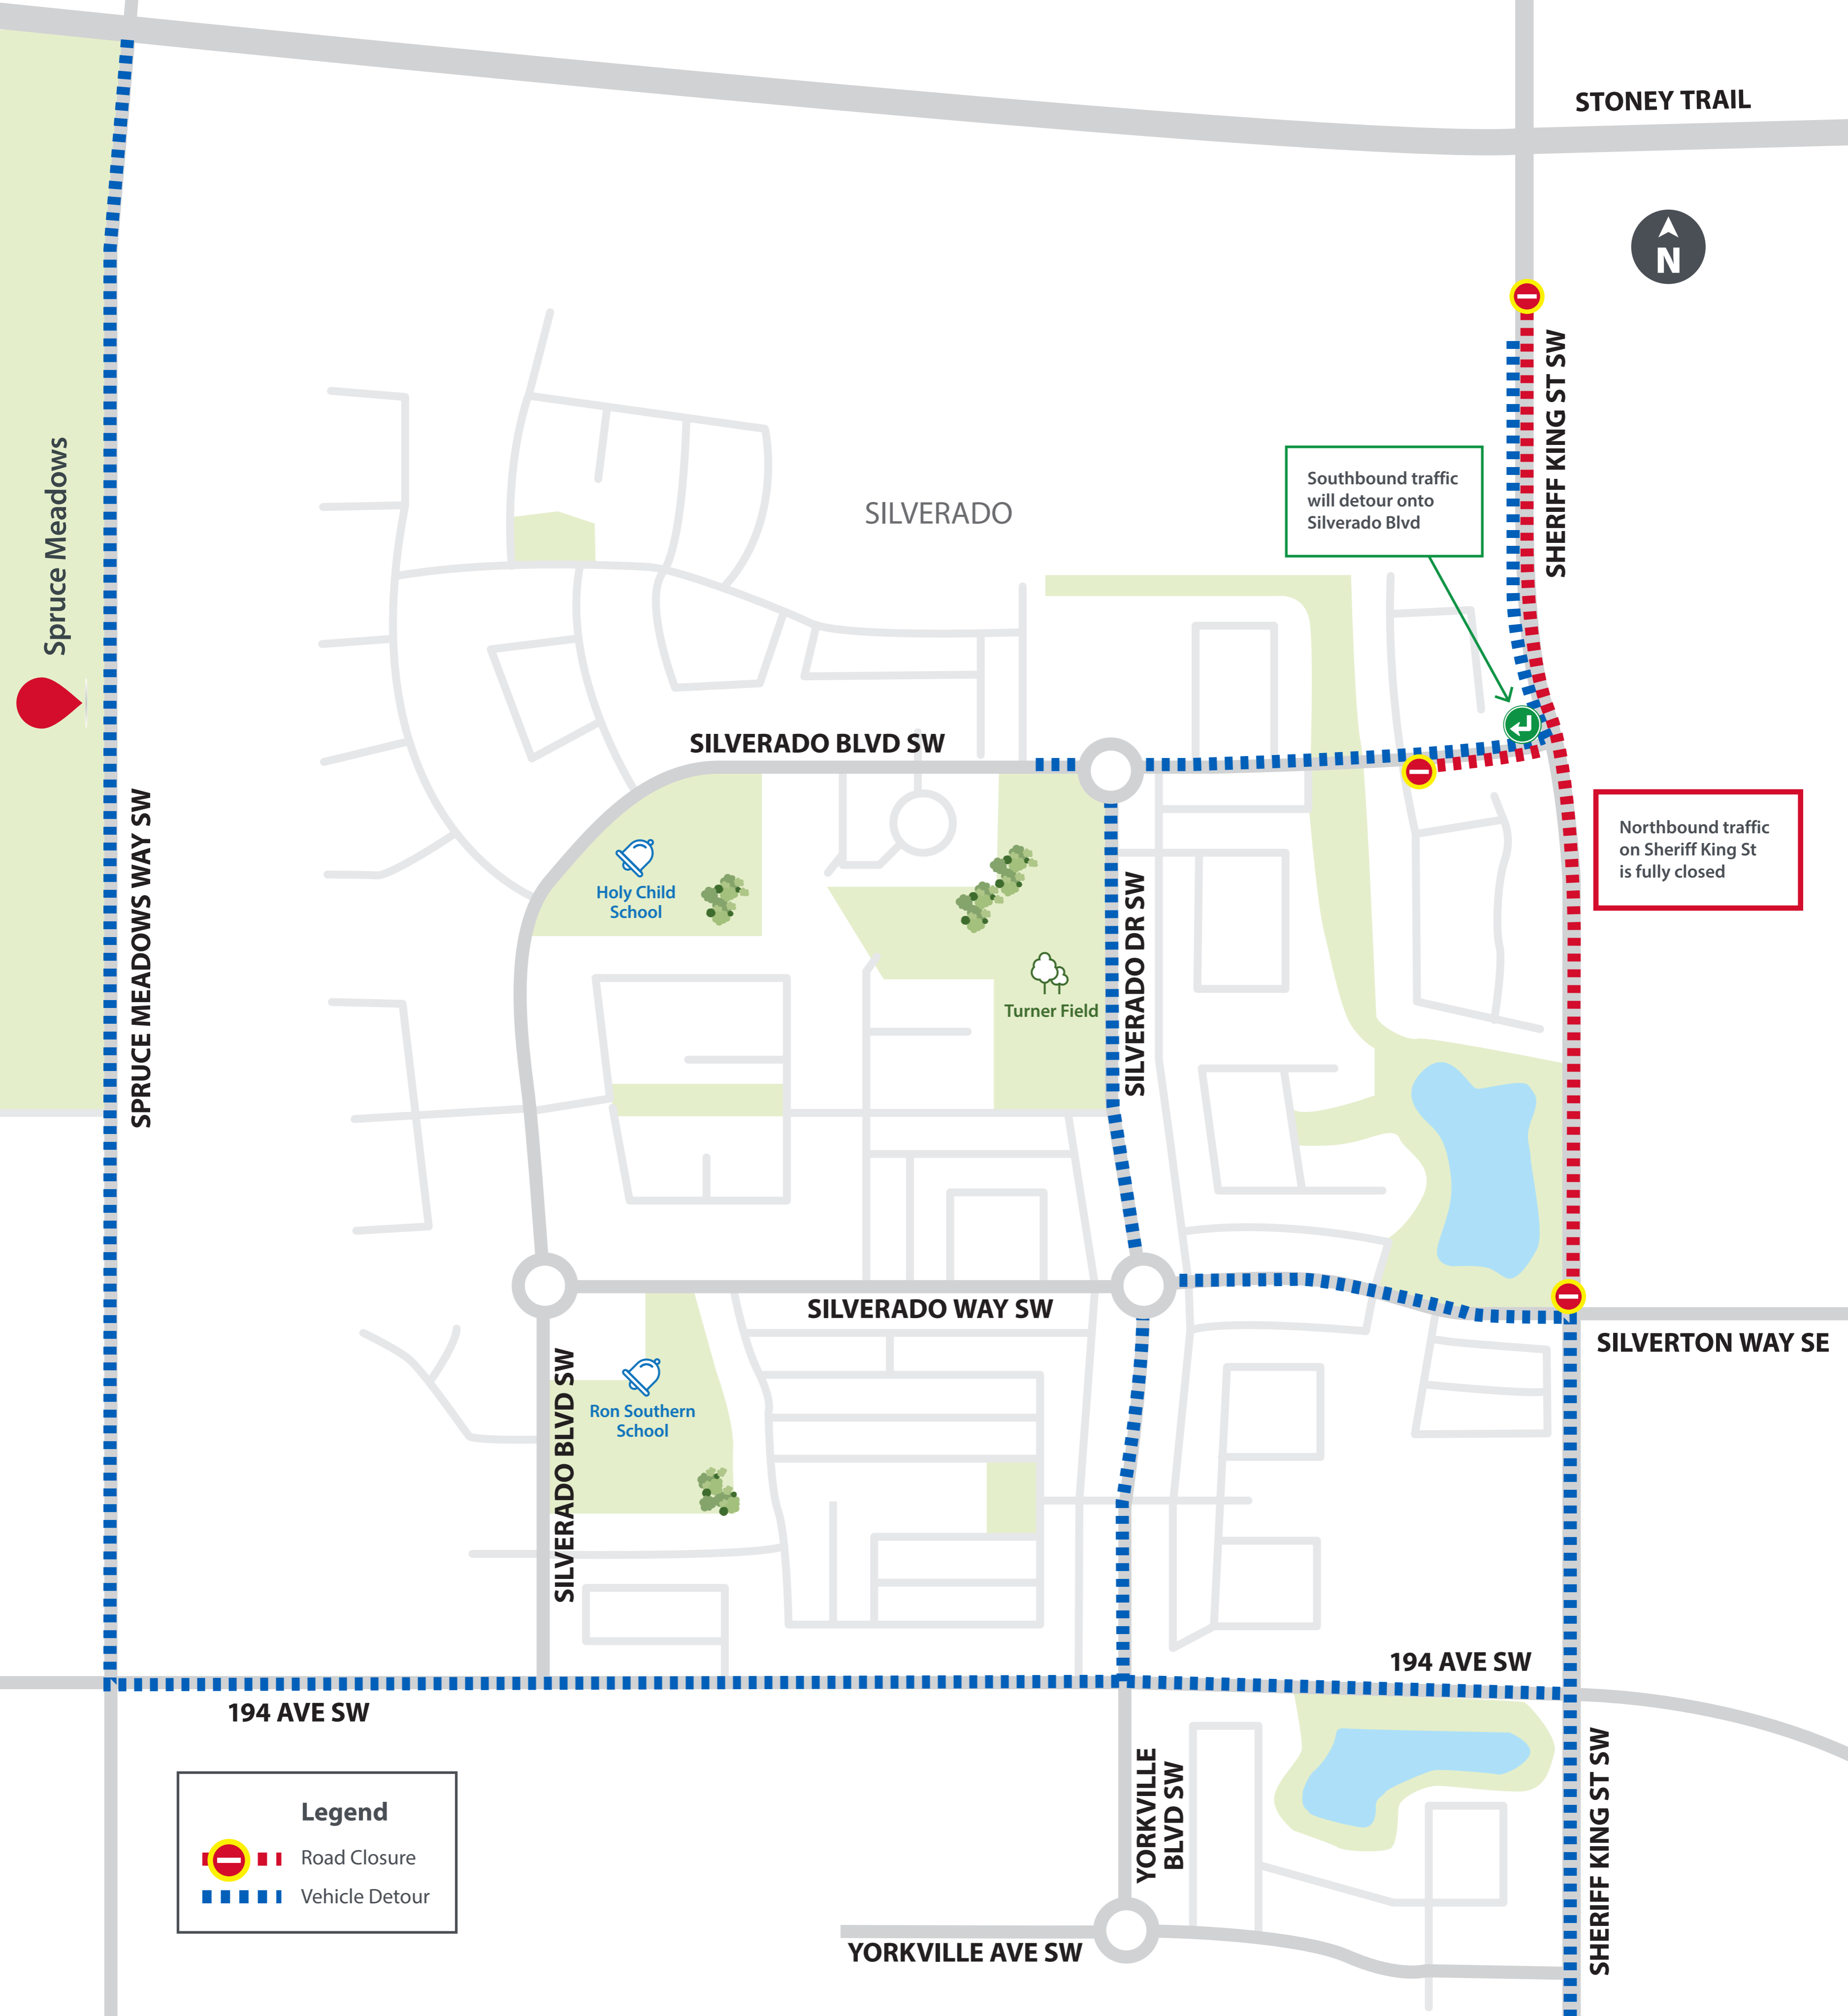 STONEY TRAIL
N
SHERIFF KING ST SW
Spruce Meadows
SILVERADO
Southbound traffic
will detour onto
Silverado Blvd
SILVERADO BLVD SW
SPRUCE MEADOWS WAY SW
Northbound traffic
on Sheriff King St
is fully closed
Holy Child
School
SILVERADO DR SW
Turner Field
SILVERADO WAY SW
SILVERTON WAY SE
SILVERADO BLVD SW
Ron Southern
School
194 AVE SW
194 AVE SW
YORKVILLE
BLVD SW
SHERIFF KING ST SW
Legend
Road Closure
Vehicle Detour
YORKVILLE AVE SW